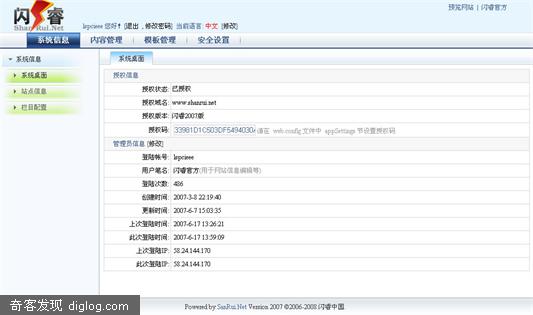 预览网站 | 闪睿官方
闪睿
ShanRui.Net
lrpcieee 您好! [退出，修改密码] 当前语言: 中文 [修改]
系统信息 内容管理 模板管理 安全设置
系统信息
系统桌面
站点信息
栏目配置
系统桌面
授权信息
授权状态: 已授权
授权域名: www.shanrui.net
授权版本: 闪睿2007版
授权码: 33981D1C503DF5494030 请在 web.config 文件中 appSettings 节设置授权码
管理员信息 [修改]
登陆帐号: lrpcieee
用户笔名: 闪睿官方(用于网站信息编辑等)
登陆次数: 486
创建时间: 2007-3-8 22:19:40
更新时间: 2007-6-7 15:03:35
上次登陆时间: 2007-6-17 13:26:21
此次登陆时间: 2007-6-17 13:59:09
上次登陆IP: 58.24.144.170
此次登陆IP: 58.24.144.170
Powered by SanRui.Net Version 2007 ©2006-2008 闪睿中国.
奇客发现 diglog.com